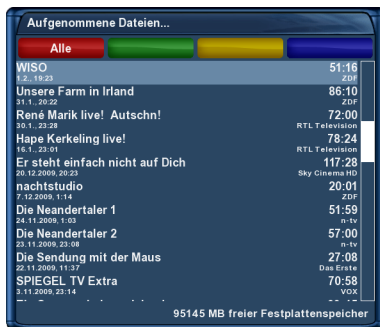 Aufgenommene Dateien...
Alle
WISO 51:16
1.2., 19:23 ZDF
Unsere Farm in Irland 86:10
31.1., 20:22 ZDF
René Marik live! Autschn! 72:00
30.1., 23:28 RTL Television
Hape Kerkeling live! 78:24
16.1., 23:01 RTL Television
Er steht einfach nicht auf Dich 117:28
20.12.2009, 20:23 Sky Cinema HD
nachtstudio 20:01
7.12.2009, 1:14 ZDF
Die Neandertaler 1 51:59
24.11.2009, 1:03 n-tv
Die Neandertaler 2 57:00
23.11.2009, 23:08 n-tv
Die Sendung mit der Maus 27:08
22.11.2009, 11:37 Das Erste
SPIEGEL TV Extra 70:58
3.11.2009, 23:14 VOX
95145 MB freier Festplattenspeicher